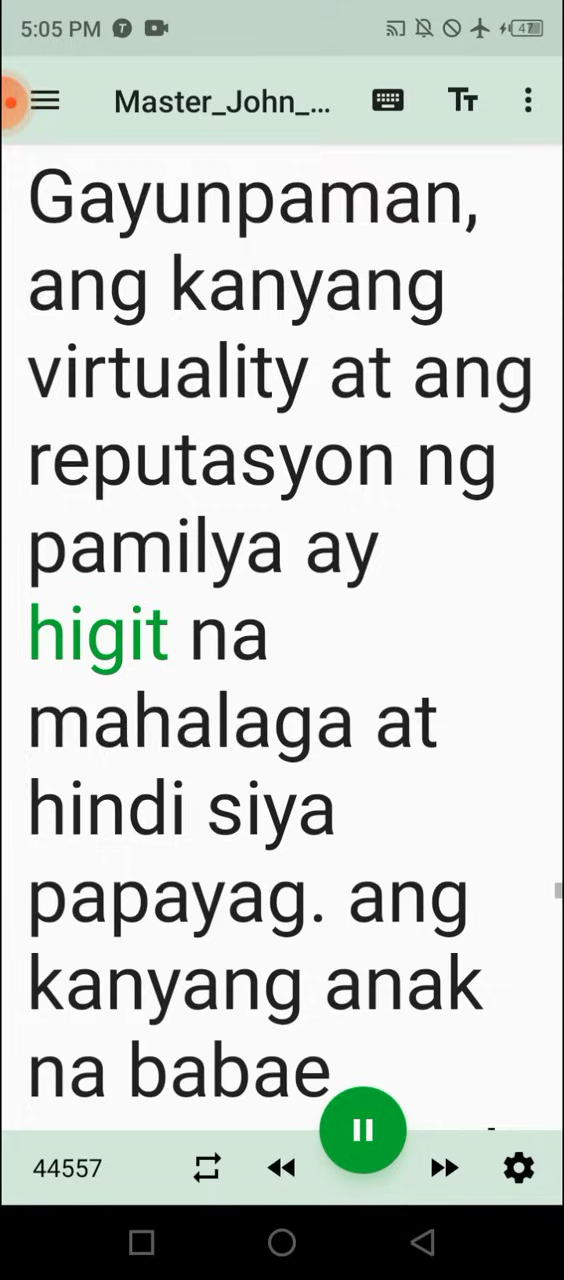 5:05 PM
47
Master_John_...
Gayunpaman,
ang kanyang
virtuality at ang
reputasyon ng
pamilya ay
higit na
mahalaga at
hindi siya
papayag. ang
kanyang anak
na babae
44557